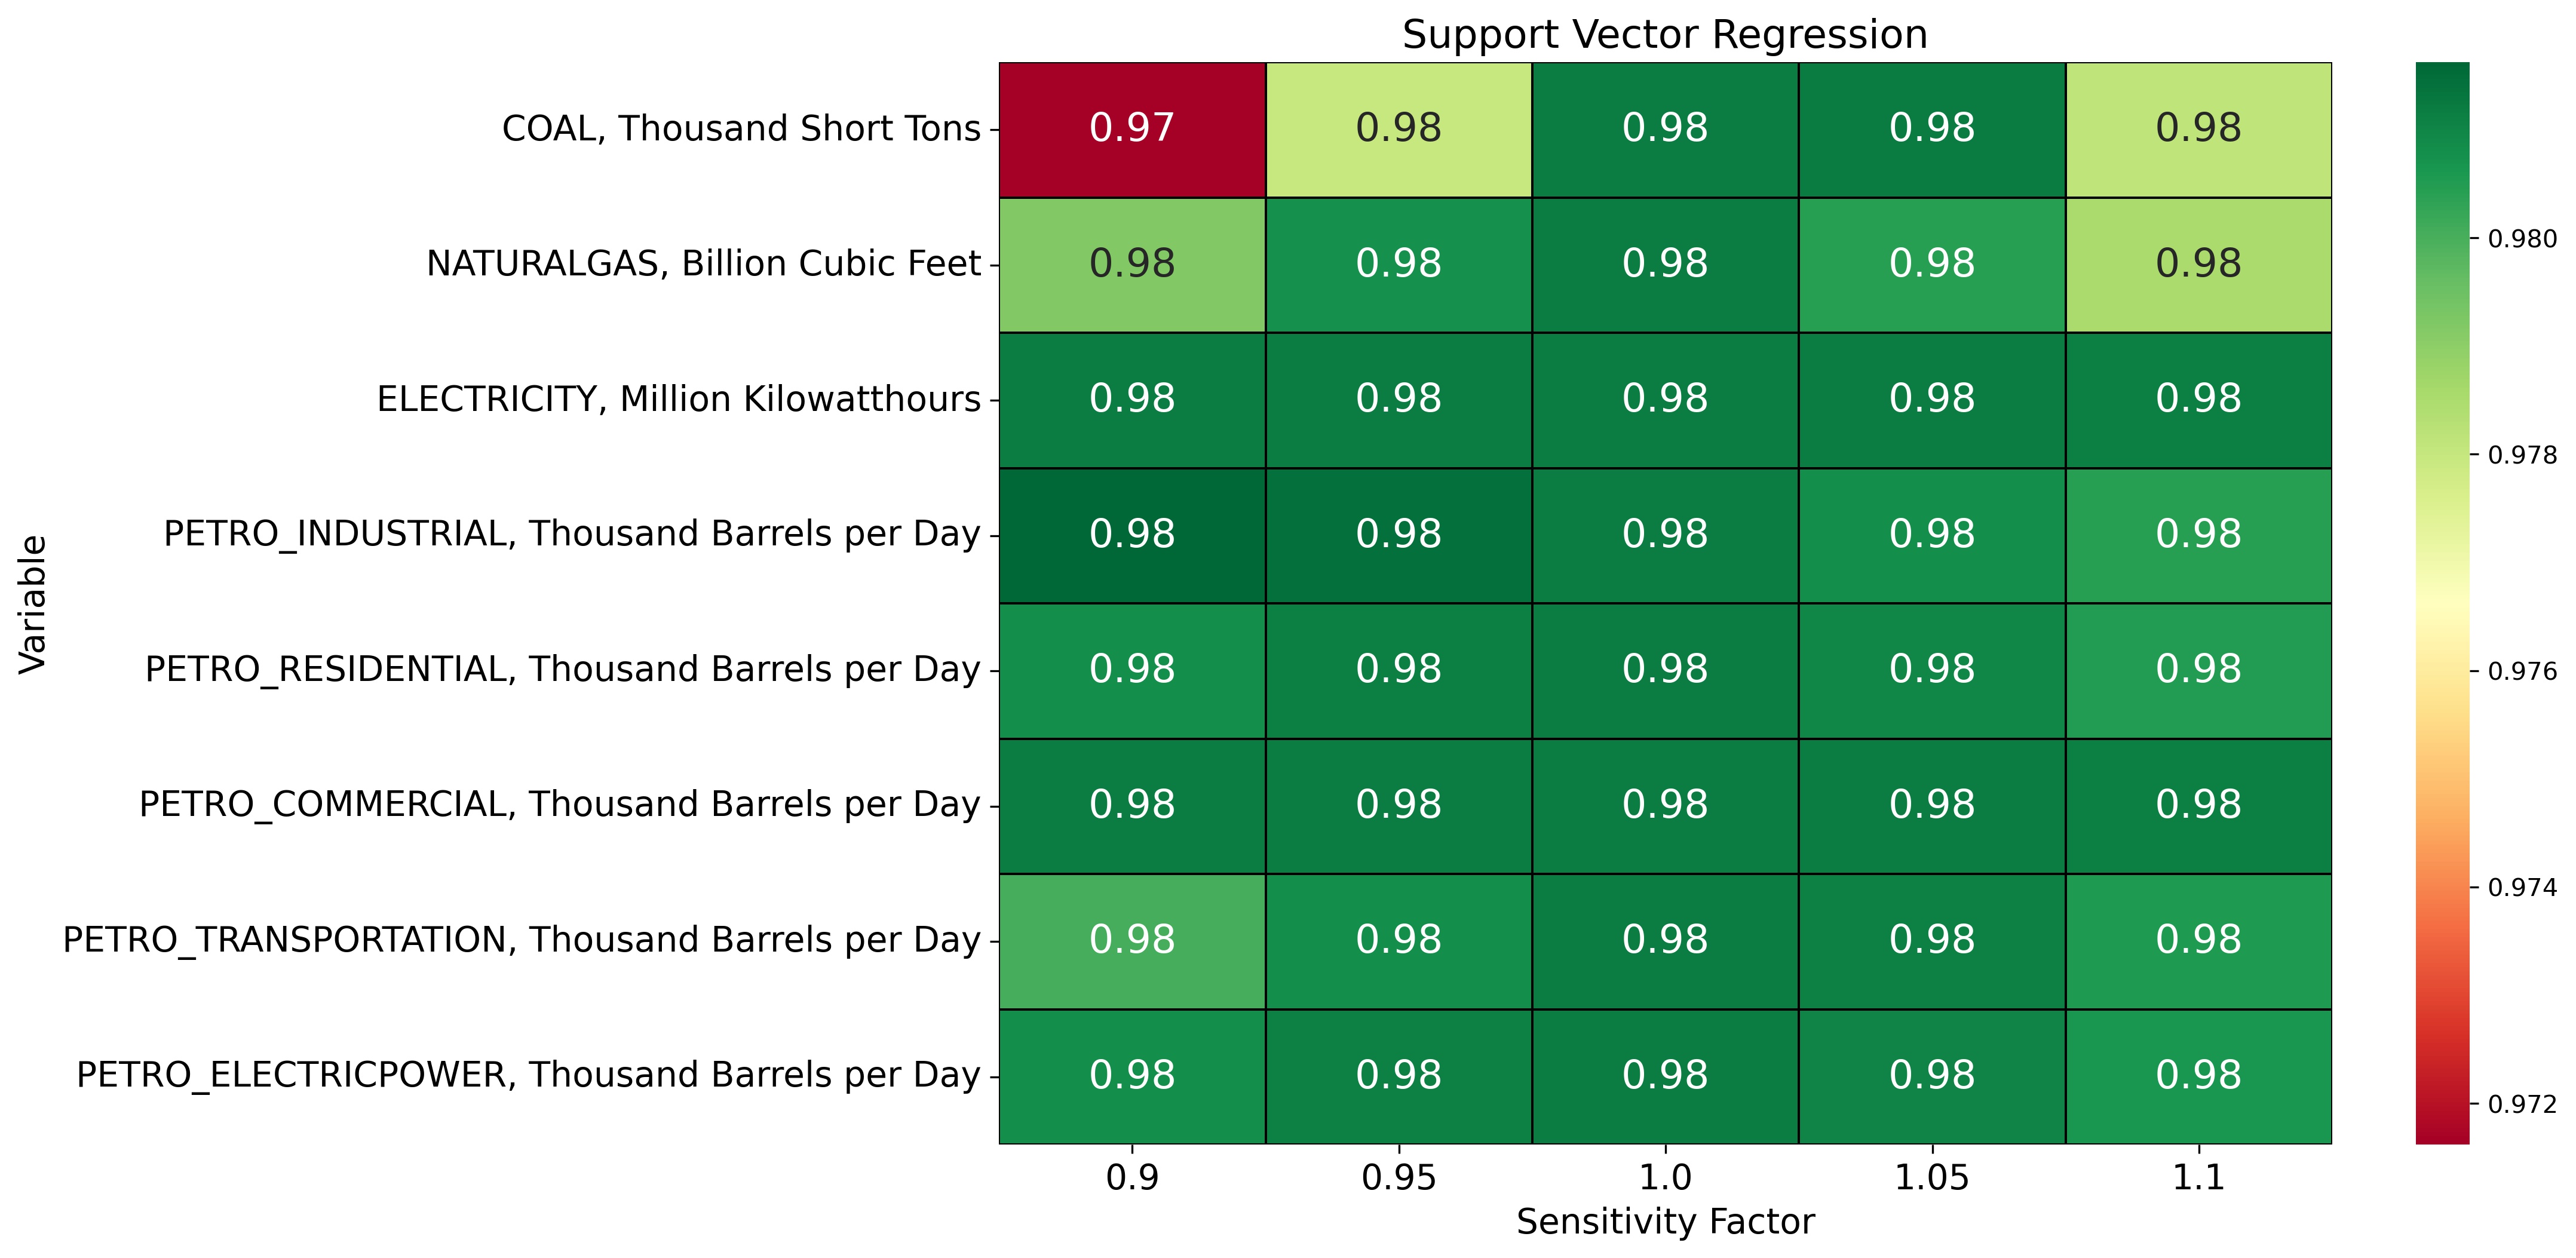 Support Vector Regression
COAL, Thousand Short Tons 0.97 0.98 0.98 0.98 0.98
NATURALGAS, Billion Cubic Feet 0.98 0.98 0.98 0.98 0.98
ELECTRICITY, Million Kilowatthours 0.98 0.98 0.98 0.98 0.98
PETRO_INDUSTRIAL, Thousand Barrels per Day 0.98 0.98 0.98 0.98 0.98
PETRO_RESIDENTIAL, Thousand Barrels per Day 0.98 0.98 0.98 0.98 0.98
PETRO_COMMERCIAL, Thousand Barrels per Day 0.98 0.98 0.98 0.98 0.98
PETRO_TRANSPORTATION, Thousand Barrels per Day 0.98 0.98 0.98 0.98 0.98
PETRO_ELECTRICPOWER, Thousand Barrels per Day 0.98 0.98 0.98 0.98 0.98
0.9 0.95 1.0 1.05 1.1
Sensitivity Factor
Variable
0.980
0.978
0.976
0.974
0.972